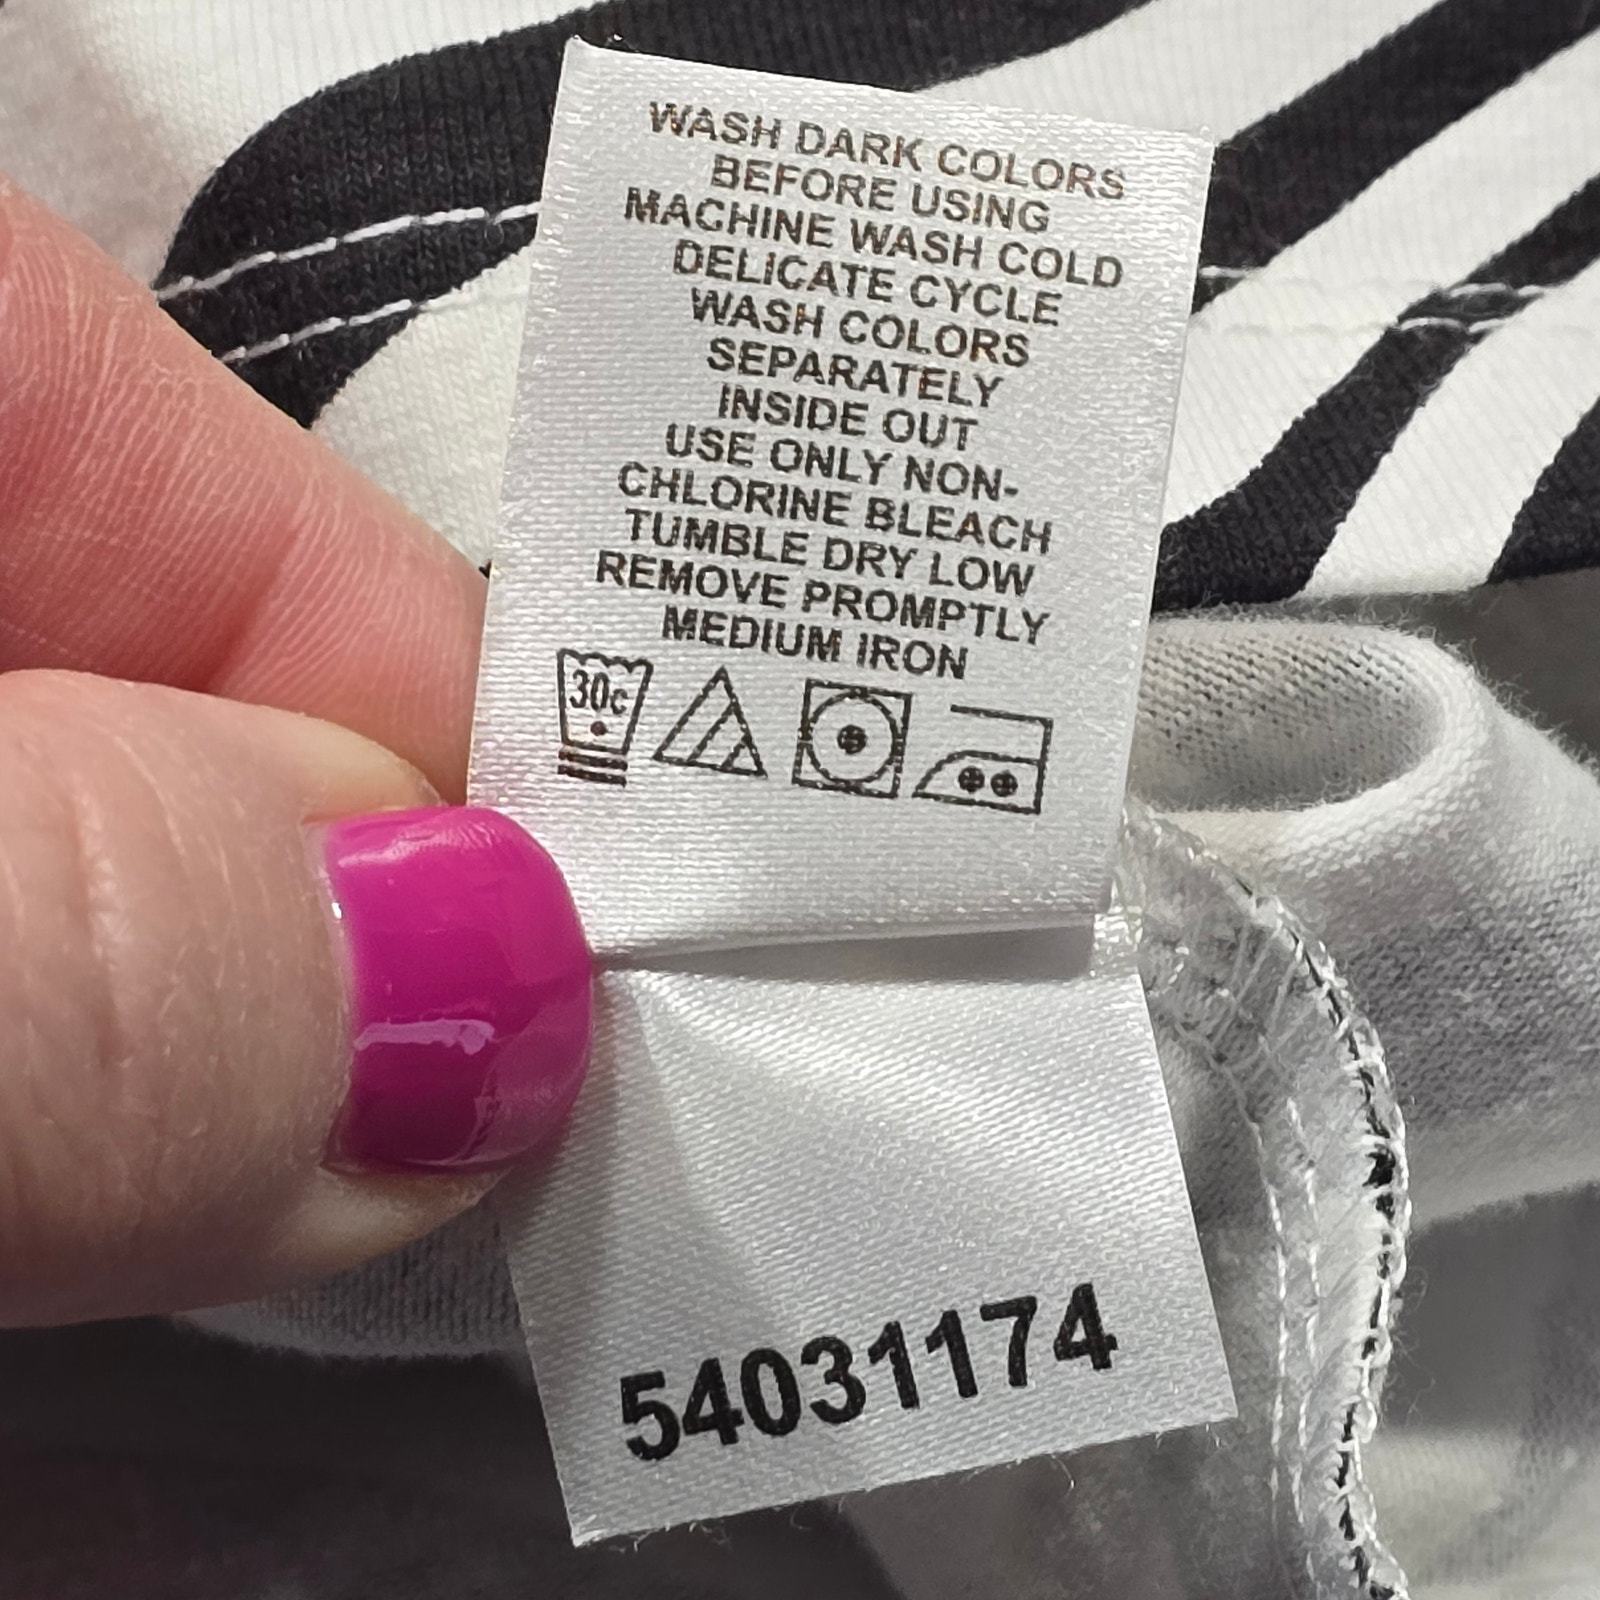 WASH DARK COLORS
BEFORE USING
MACHINE WASH COLD
DELICATE CYCLE
WASH COLORS
SEPARATELY
INSIDE OUT
USE ONLY NON-
CHLORINE BLEACH
TUMBLE DRY LOW
REMOVE PROMPTLY
MEDIUM IRON
30c
54031174